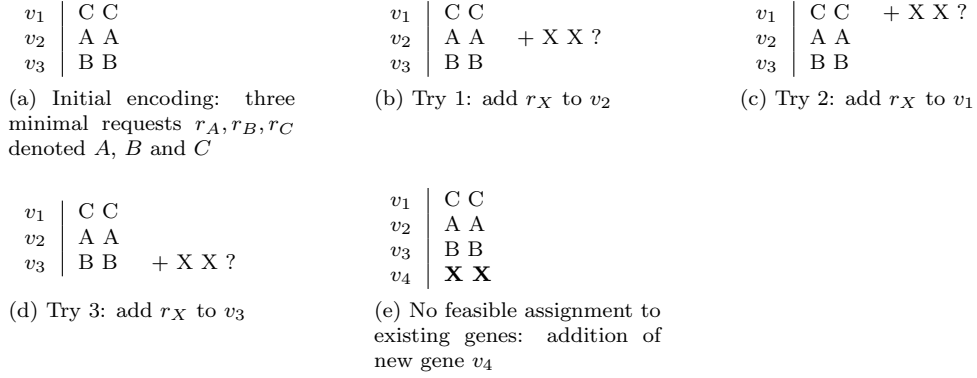 v1 | C C
v2 | A A
v3 | B B
(a) Initial encoding: three
minimal requests rA, rB, rC
denoted A, B and C
v1 | C C
v2 | A A + X X ?
v3 | B B
(b) Try 1: add rX to v2
v1 | C C + X X ?
v2 | A A
v3 | B B
(c) Try 2: add rX to v1
v1 | C C
v2 | A A
v3 | B B + X X ?
(d) Try 3: add rX to v3
v1 | C C
v2 | A A
v3 | B B
v4 | X X
(e) No feasible assignment to
existing genes: addition of
new gene v4